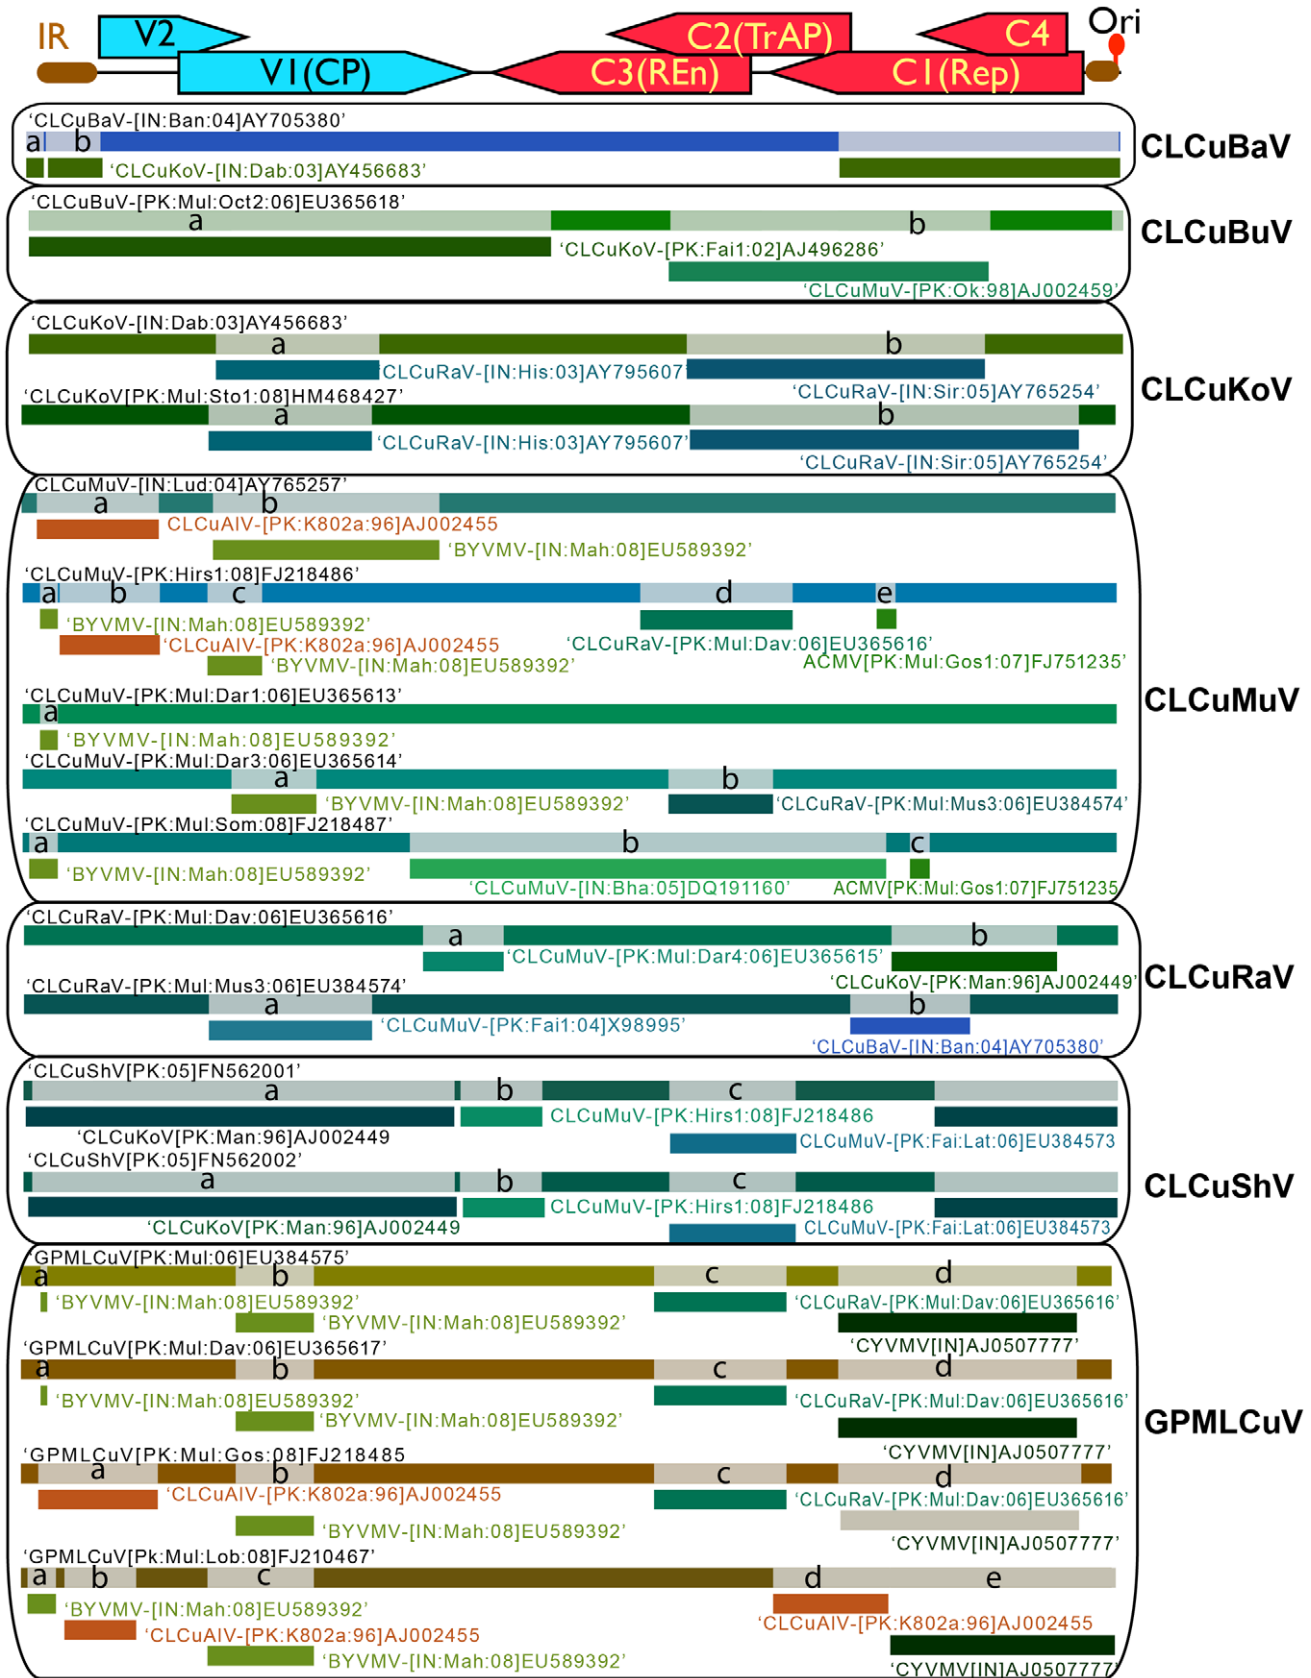 IR V2 C2(TrAP) C4 Ori
V1(CP) C3(REn) C1(Rep)
‘CLCuBaV-[IN:Ban:04]AY705380’
a b
CLCuBaV
‘CLCuKoV-[IN:Dab:03]AY456683’
‘CLCuBuV-[PK:Mul:Oct2:06]EU365618’
a b
CLCuBuV
‘CLCuKoV-[PK:Fai1:02]AJ496286’
‘CLCuMuV-[PK:Ok:98]AJ002459’
‘CLCuKoV-[IN:Dab:03]AY456683’
a b
‘CLCuRaV-[IN:His:03]AY795607’
‘CLCuRaV-[IN:Sir:05]AY765254’
CLCuKoV
‘CLCuKoV[PK:Mul:Sto1:08]HM468427’
a b
‘CLCuRaV-[IN:His:03]AY795607’
‘CLCuRaV-[IN:Sir:05]AY765254’
‘CLCuMuV-[IN:Lud:04]AY765257’
a b
CLCuAlV-[PK:K802a:96]AJ002455
‘BYVMV-[IN:Mah:08]EU589392’
‘CLCuMuV-[PK:Hirs1:08]FJ218486’
a b c d e
‘BYVMV-[IN:Mah:08]EU589392’
‘CLCuAlV-[PK:K802a:96]AJ002455
‘CLCuRaV-[PK:Mul:Dav:06]EU365616’
‘BYVMV-[IN:Mah:08]EU589392’
ACMV[PK:Mul:Gos1:07]FJ751235’
‘CLCuMuV-[PK:Mul:Dar1:06]EU365613’
CLCuMuV
a
‘BYVMV-[IN:Mah:08]EU589392’
‘CLCuMuV-[PK:Mul:Dar3:06]EU365614’
a b
‘BYVMV-[IN:Mah:08]EU589392’
‘CLCuRaV-[PK:Mul:Mus3:06]EU384574’
‘CLCuMuV-[PK:Mul:Som:08]FJ218487’
a b c
‘BYVMV-[IN:Mah:08]EU589392’
‘CLCuMuV-[IN:Bha:05]DQ191160’
ACMV[PK:Mul:Gos1:07]FJ751235
‘CLCuRaV-[PK:Mul:Dav:06]EU365616’
a b
‘CLCuMuV-[PK:Mul:Dar4:06]EU365615’
‘CLCuKoV-[PK:Man:96]AJ002449’
CLCuRaV
‘CLCuRaV-[PK:Mul:Mus3:06]EU384574’
a b
‘CLCuMuV-[PK:Fai1:04]X98995’
‘CLCuBaV-[IN:Ban:04]AY705380’
‘CLCuShV[PK:05]FN562001’
a b c
CLCuMuV-[PK:Hirs1:08]FJ218486
‘CLCuKoV[PK:Man:96]AJ002449
CLCuMuV-[PK:Fai:Lat:06]EU384573
‘CLCuShV[PK:05]FN562002’
a b c
CLCuShV
CLCuMuV-[PK:Hirs1:08]FJ218486
‘CLCuKoV[PK:Man:96]AJ002449
CLCuMuV-[PK:Fai:Lat:06]EU384573
‘GPMLCuV[PK:Mul:06]EU384575’
a b c d
‘BYVMV-[IN:Mah:08]EU589392’
‘CLCuRaV-[PK:Mul:Dav:06]EU365616’
‘BYVMV-[IN:Mah:08]EU589392’
‘CYVMV[IN]AJ0507777’
‘GPMLCuV[PK:Mul:Dav:06]EU365617’
a b c d
‘BYVMV-[IN:Mah:08]EU589392’
‘CLCuRaV-[PK:Mul:Dav:06]EU365616’
‘BYVMV-[IN:Mah:08]EU589392’
GPMLCuV
‘CYVMV[IN]AJ0507777’
‘GPMLCuV[PK:Mul:Gos:08]FJ218485
a b c d
‘CLCuAlV-[PK:K802a:96]AJ002455
‘CLCuRaV-[PK:Mul:Dav:06]EU365616’
‘BYVMV-[IN:Mah:08]EU589392’
‘CYVMV[IN]AJ0507777’
‘GPMLCuV[Pk:Mul:Lob:08]FJ210467’
a b c d e
‘BYVMV-[IN:Mah:08]EU589392’
‘CLCuAlV-[PK:K802a:96]AJ002455
‘CLCuAlV-[PK:K802a:96]AJ002455
‘BYVMV-[IN:Mah:08]EU589392’
‘CYVMV[IN]AJ0507777’